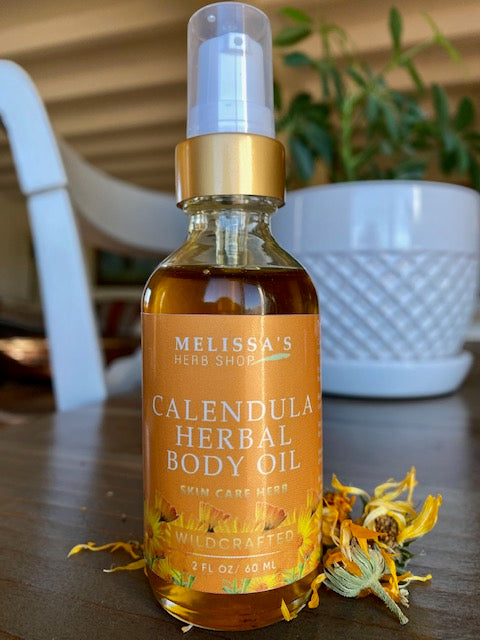 MELISSA'S
HERB SHOP
CALENDULA
HERBAL
BODY OIL
SKIN CARE HERB
WILDCRAFTED
2 FL OZ/ 60 ML